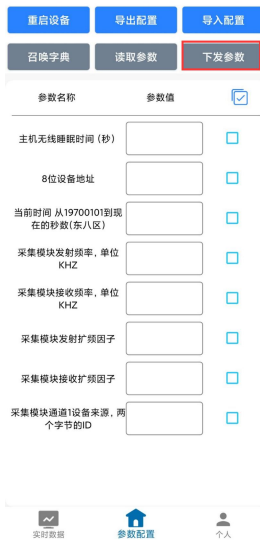 重启设备 导出配置 导入配置
召唤字典 读取参数 下发参数
参数名称 参数值
主机无线睡眠时间 (秒)
8位设备地址
当前时间 从19700101到现
在的秒数(东八区)
采集模块发射频率, 单位
KHZ
采集模块接收频率, 单位
KHZ
采集模块发射扩频因子
采集模块接收扩频因子
采集模块通道1设备来源, 两
个字节的ID
实时数据 参数配置 个人